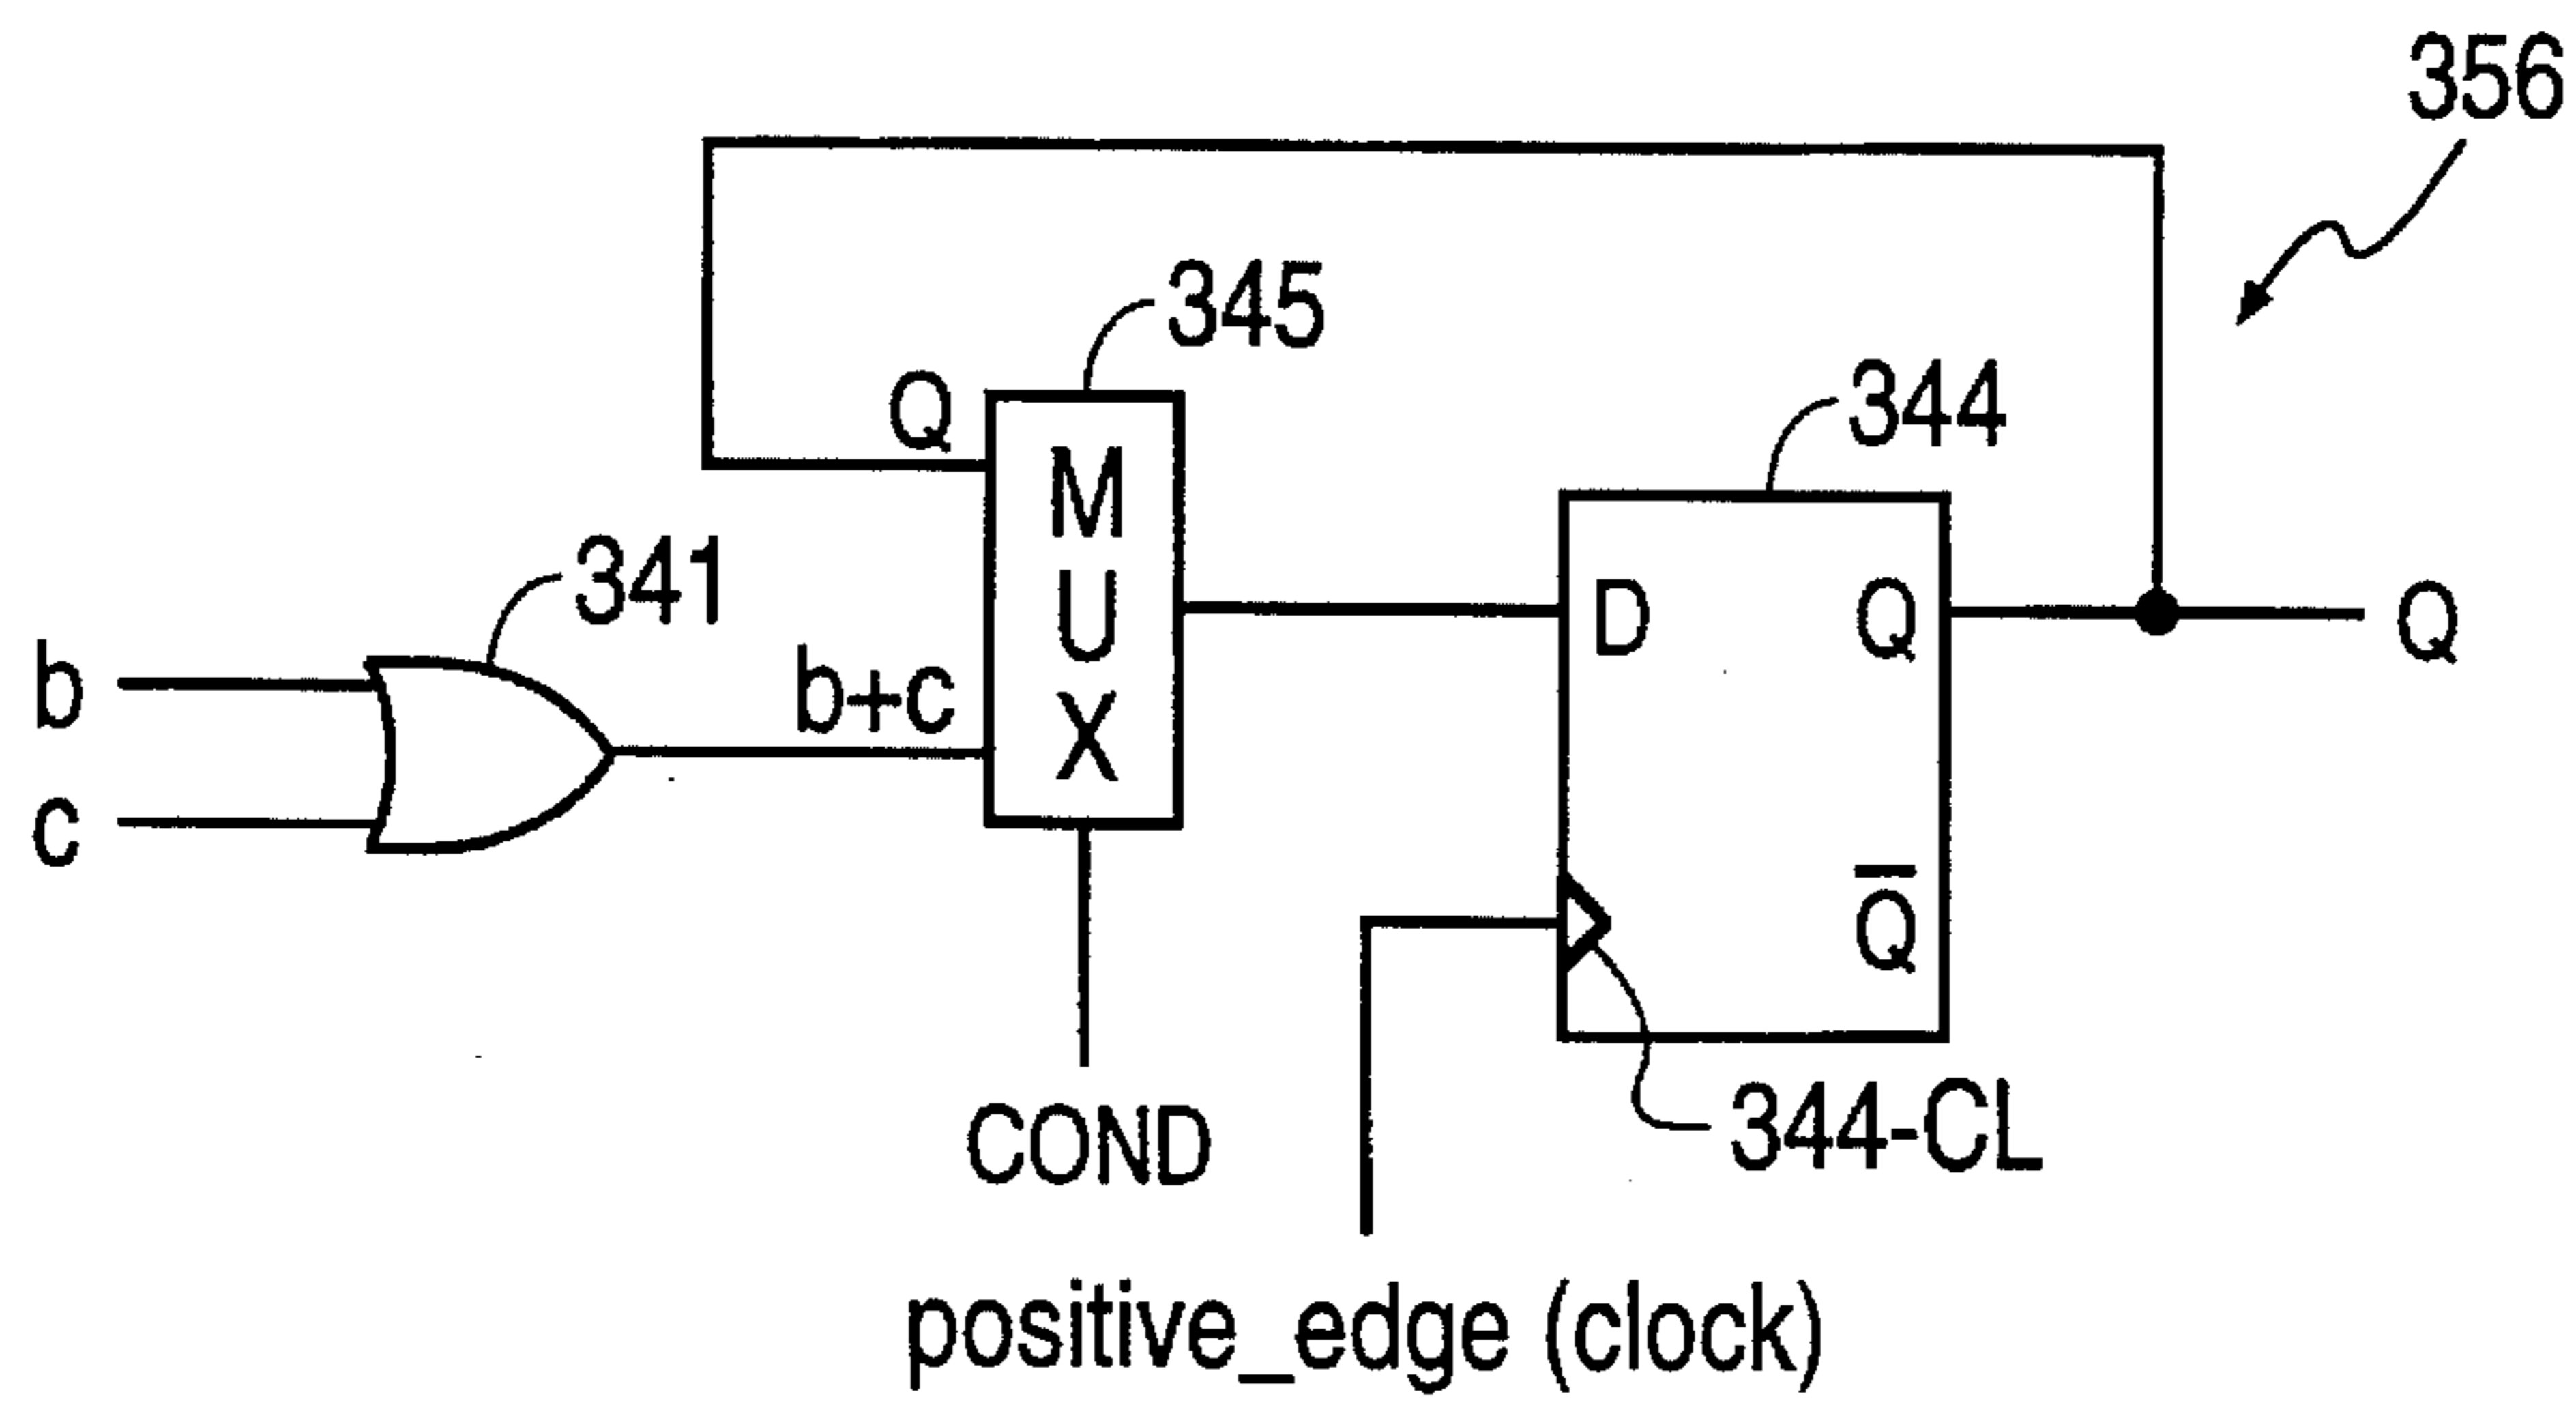 356
345
Q
344
341
M
U
X
D
Q
Q
b
b+c
c
Q̅
COND
344-CL
positive_edge (clock)